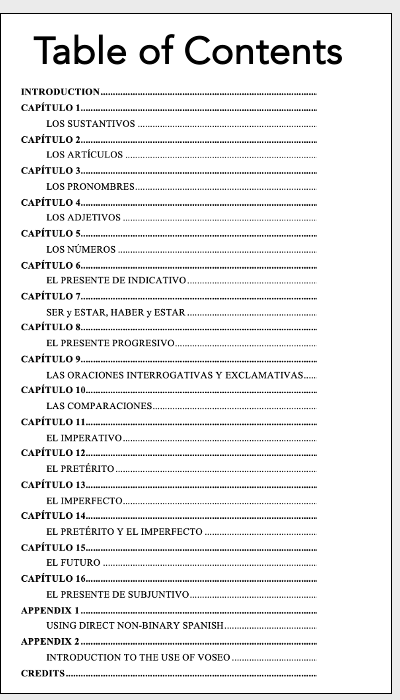 Table of Contents
INTRODUCTION
CAPÍTULO 1
LOS SUSTANTIVOS
CAPÍTULO 2
LOS ARTÍCULOS
CAPÍTULO 3
LOS PRONOMBRES
CAPÍTULO 4
LOS ADJETIVOS
CAPÍTULO 5
LOS NÚMEROS
CAPÍTULO 6
EL PRESENTE DE INDICATIVO
CAPÍTULO 7
SER y ESTAR, HABER y ESTAR
CAPÍTULO 8
EL PRESENTE PROGRESIVO
CAPÍTULO 9
LAS ORACIONES INTERROGATIVAS Y EXCLAMATIVAS
CAPÍTULO 10
LAS COMPARACIONES
CAPÍTULO 11
EL IMPERATIVO
CAPÍTULO 12
EL PRETÉRITO
CAPÍTULO 13
EL IMPERFECTO
CAPÍTULO 14
EL PRETÉRITO Y EL IMPERFECTO
CAPÍTULO 15
EL FUTURO
CAPÍTULO 16
EL PRESENTE DE SUBJUNTIVO
APPENDIX 1
USING DIRECT NON-BINARY SPANISH
APPENDIX 2
INTRODUCTION TO THE USE OF VOSEO
CREDITS